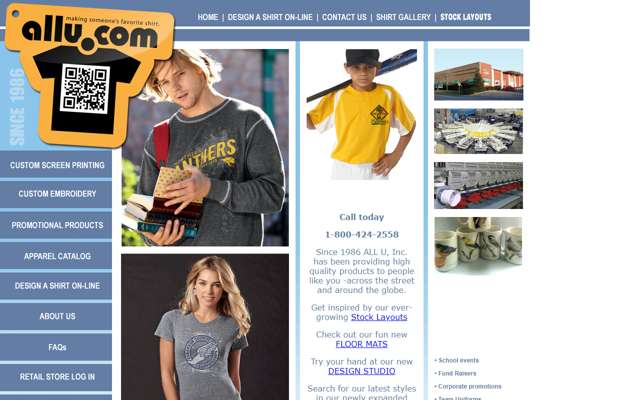 making someone's favorite shirt.
allu.com
SINCE 1986
HOME | DESIGN A SHIRT ON-LINE | CONTACT US | SHIRT GALLERY | STOCK LAYOUTS
CUSTOM SCREEN PRINTING
CUSTOM EMBROIDERY
PROMOTIONAL PRODUCTS
APPAREL CATALOG
DESIGN A SHIRT ON-LINE
ABOUT US
FAQs
RETAIL STORE LOG IN
PANTHERS
Call today
1-800-424-2558
Since 1986 ALL U, Inc.
has been providing high
quality products to people
like you -across the street
and around the globe.
Get inspired by our ever-
growing Stock Layouts
Check out our fun new
FLOOR MATS
Try your hand at our new
DESIGN STUDIO
Search for our latest styles
in our newly expanded
• School events
• Fund Raisers
• Corporate promotions
• Team Uniforms